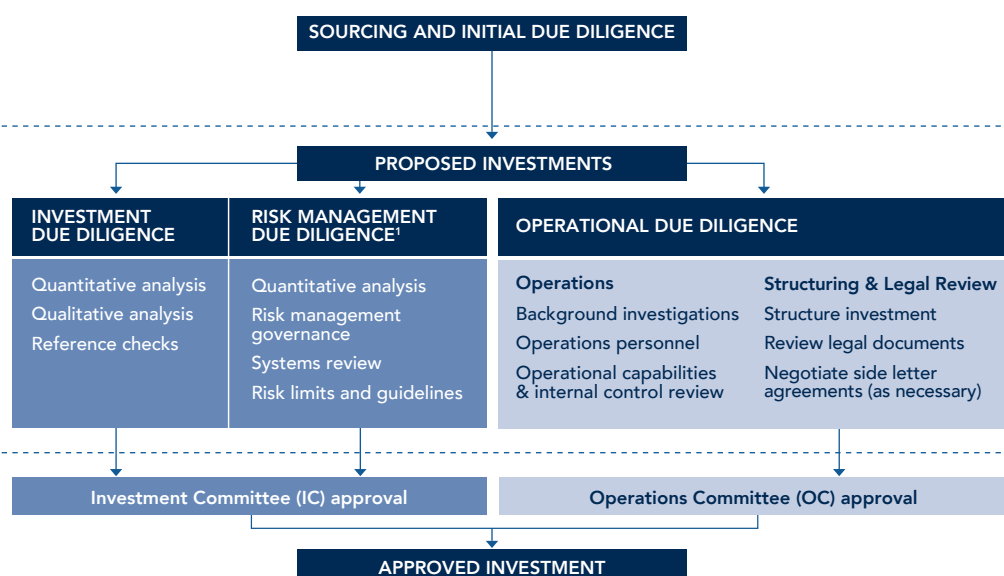 SOURCING AND INITIAL DUE DILIGENCE
PROPOSED INVESTMENTS
INVESTMENT
DUE DILIGENCE
Quantitative analysis
Qualitative analysis
Reference checks
RISK MANAGEMENT
DUE DILIGENCE¹
Quantitative analysis
Risk management
governance
Systems review
Risk limits and guidelines
OPERATIONAL DUE DILIGENCE
Operations
Background investigations
Operations personnel
Operational capabilities
& internal control review
Structuring & Legal Review
Structure investment
Review legal documents
Negotiate side letter
agreements (as necessary)
Investment Committee (IC) approval
Operations Committee (OC) approval
APPROVED INVESTMENT